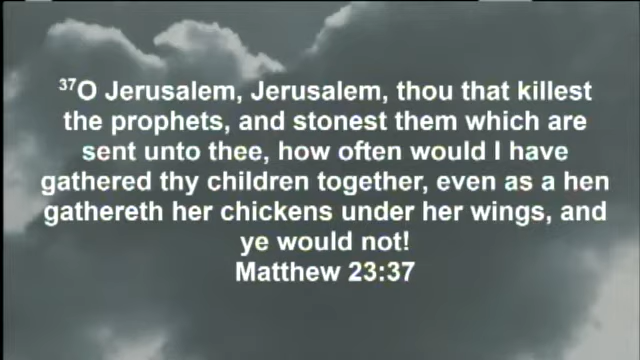 ³⁷O Jerusalem, Jerusalem, thou that killest
the prophets, and stonest them which are
sent unto thee, how often would I have
gathered thy children together, even as a hen
gathereth her chickens under her wings, and
ye would not!
Matthew 23:37